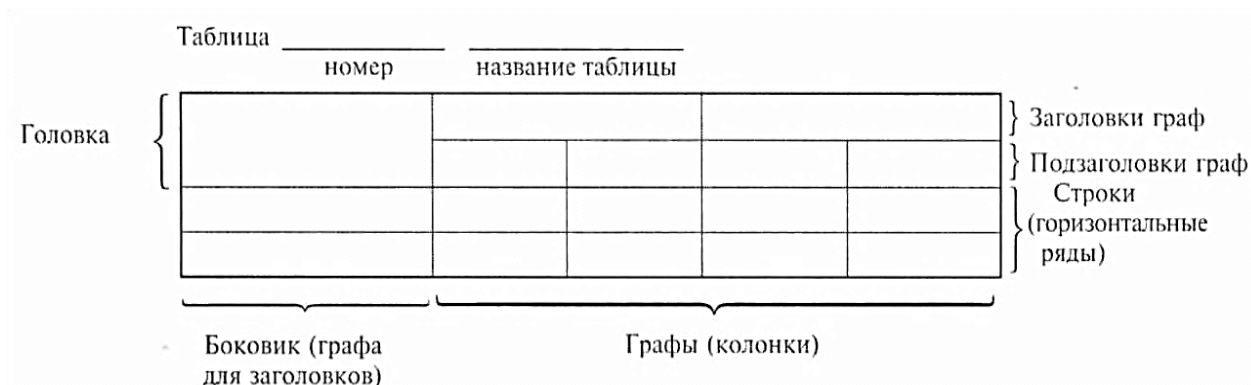 Таблица
номер
название таблицы
Головка
Заголовки граф
Подзаголовки граф
Строки
(горизонтальные
ряды)
Боковик (графа
для заголовков)
Графы (колонки)